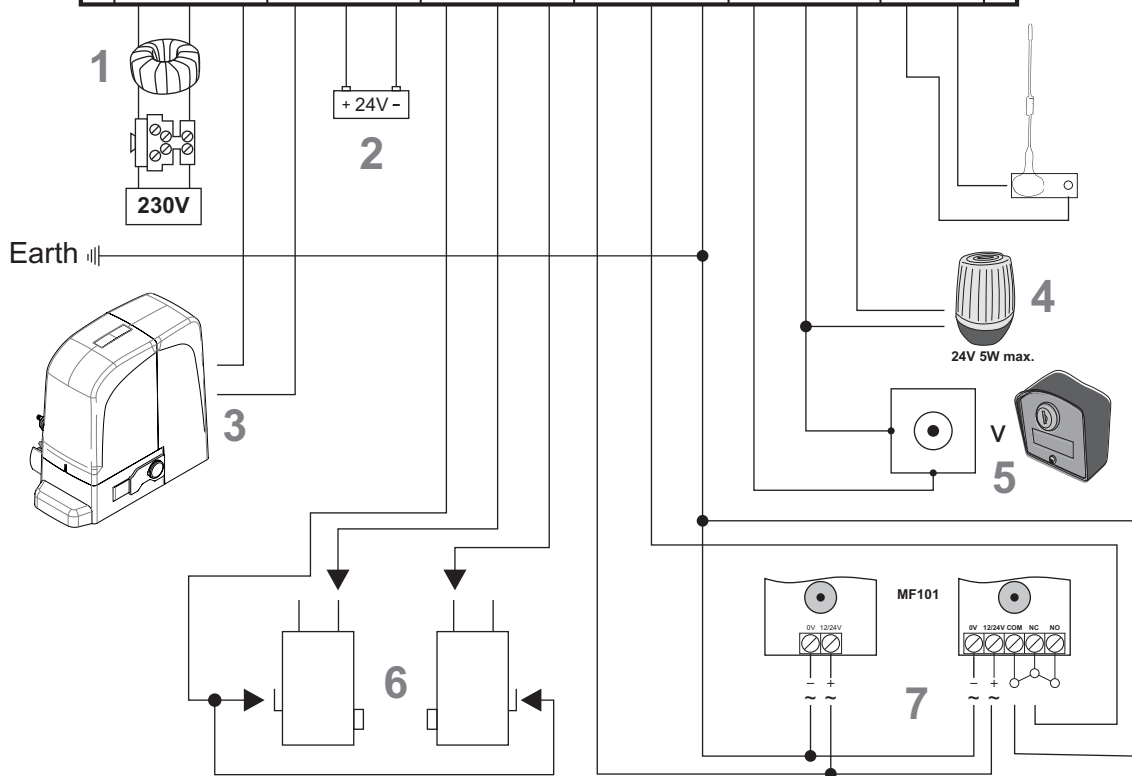 1
+ 24V -
2
230V
Earth
3
4
24V 5W max.
V
5
6
MF101
0V 12/24V
0V 12/24V COM NC NO
- +
~ ~
- +
~ ~
7